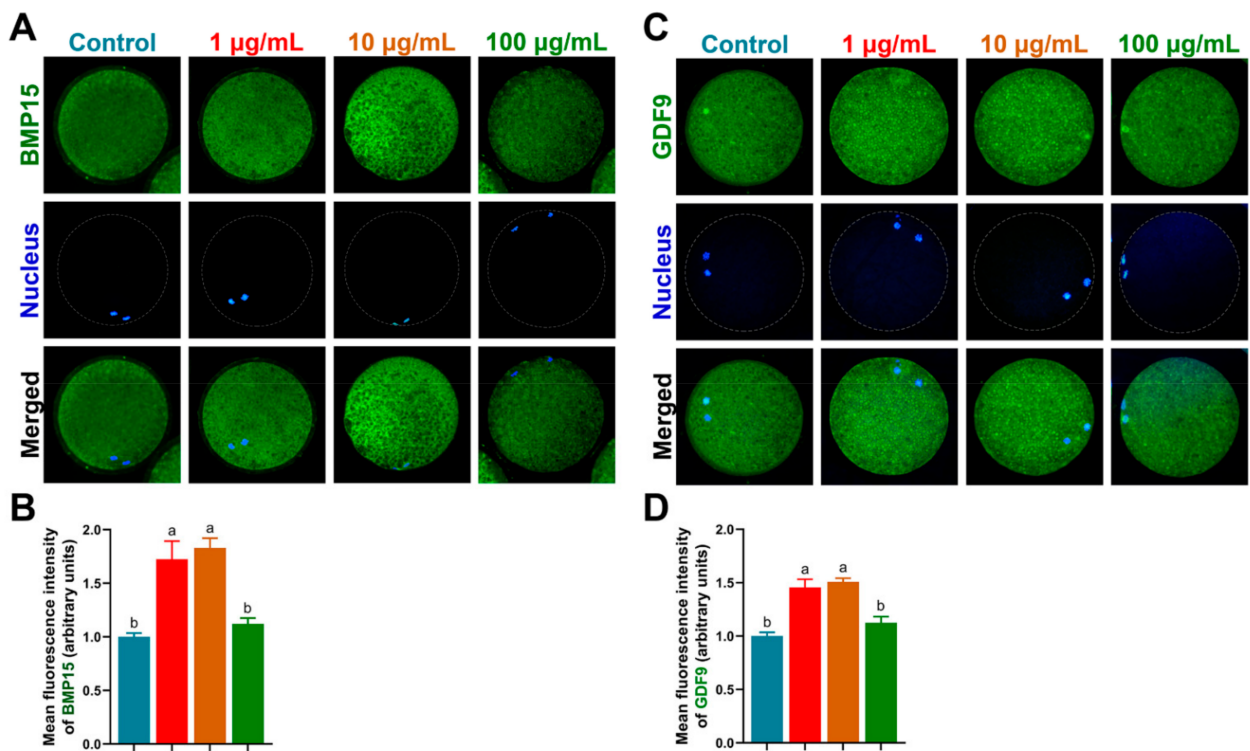 A
Control 1 µg/mL 10 µg/mL 100 µg/mL
BMP15
Nucleus
Merged
B
Mean fluorescence intensity
of BMP15 (arbitrary units)
2.0
1.5
1.0
0.5
0.0
b
a
a
b
C
Control 1 µg/mL 10 µg/mL 100 µg/mL
GDF9
Nucleus
Merged
D
Mean fluorescence intensity
of GDF9 (arbitrary units)
2.0
1.5
1.0
0.5
0.0
b
a
a
b